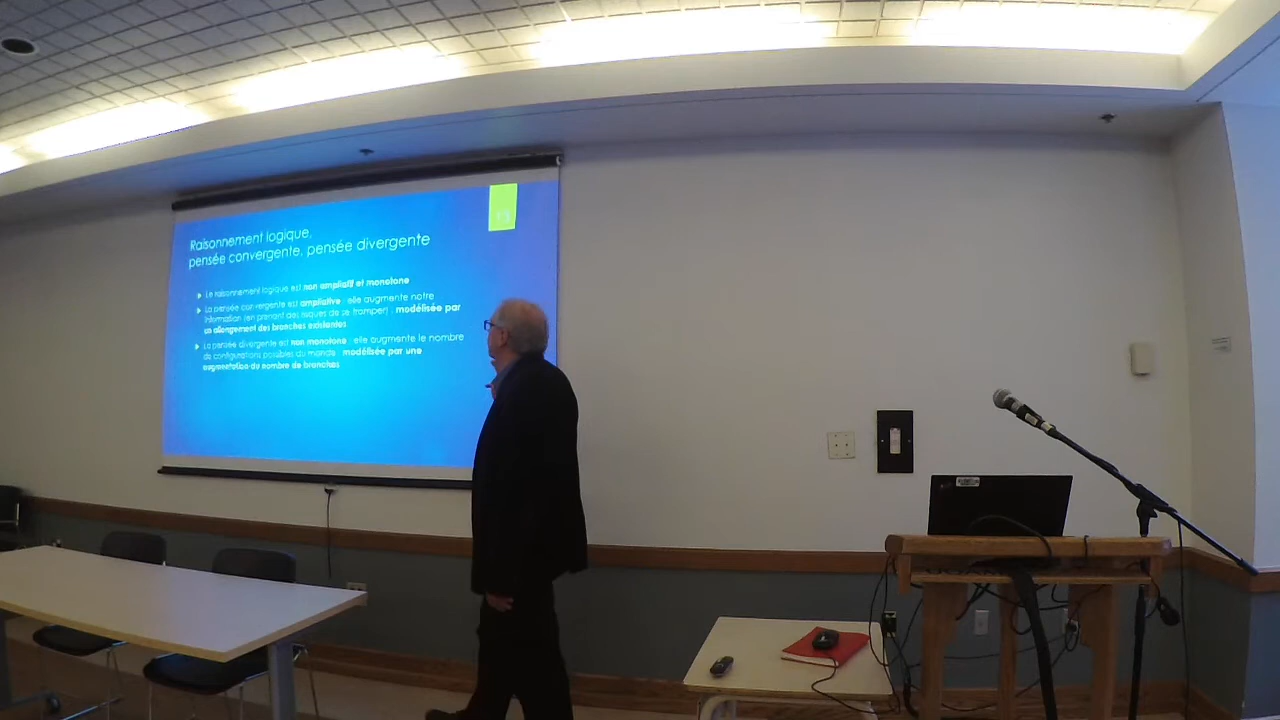 11
Raisonnement logique,
pensée convergente, pensée divergente
Le raisonnement logique est non ampliatif et monotone
La pensée convergente est ampliative : elle augmente notre
information (en prenant des risques de se tromper) : modélisée par
un allongement des branches existantes
La pensée divergente est non monotone : elle augmente le nombre
de configurations possibles du monde : modélisée par une
augmentation du nombre de branches